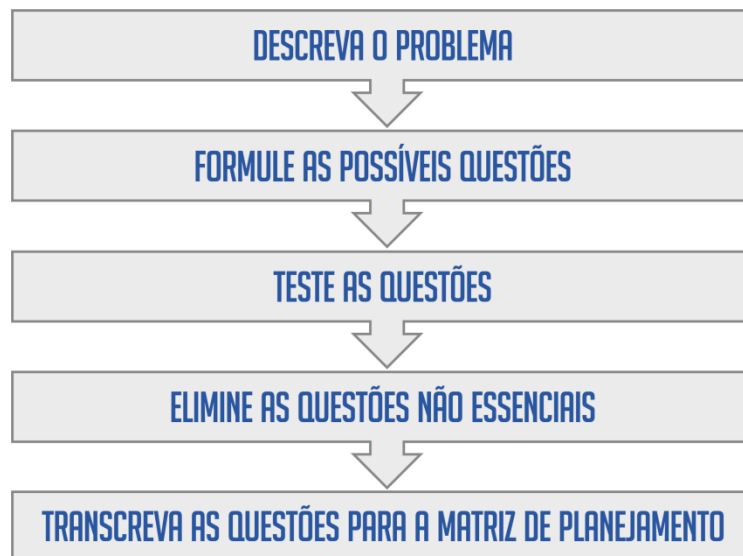 DESCREVA O PROBLEMA
FORMULE AS POSSÍVEIS QUESTÕES
TESTE AS QUESTÕES
ELIMINE AS QUESTÕES NÃO ESSENCIAIS
TRANSCREVA AS QUESTÕES PARA A MATRIZ DE PLANEJAMENTO